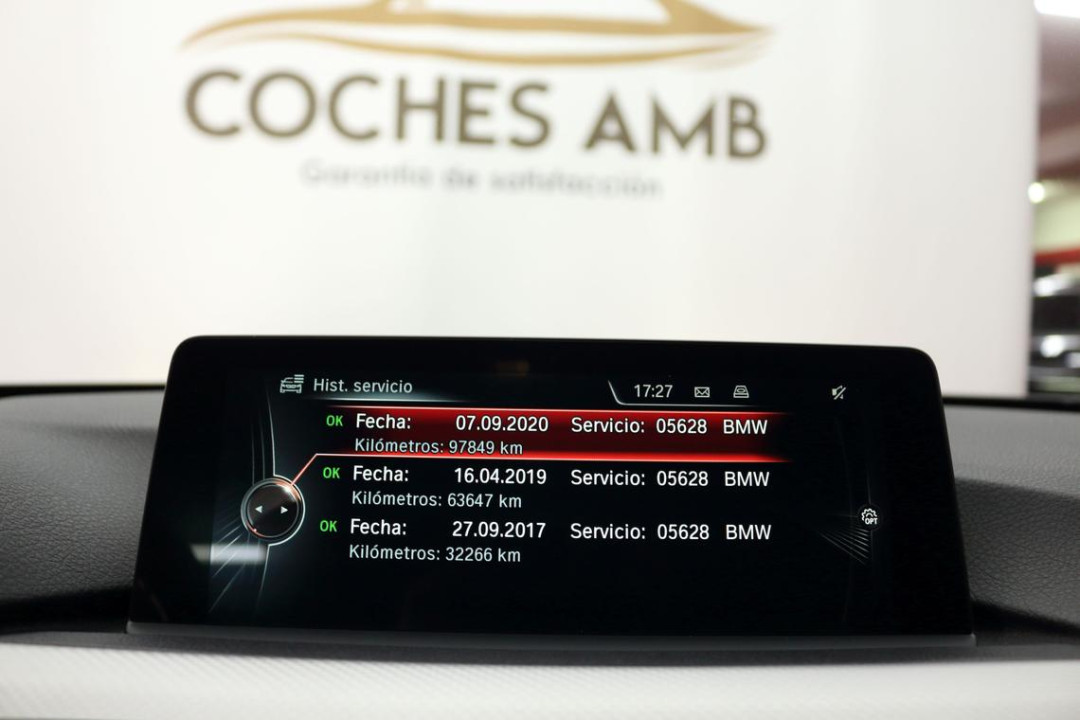 COCHES AMB
Garantía de satisfacción
Hist. servicio 17:27
OK Fecha: 07.09.2020 Servicio: 05628 BMW
Kilómetros: 97849 km
OK Fecha: 16.04.2019 Servicio: 05628 BMW
Kilómetros: 63647 km
OK Fecha: 27.09.2017 Servicio: 05628 BMW
Kilómetros: 32266 km
OPT